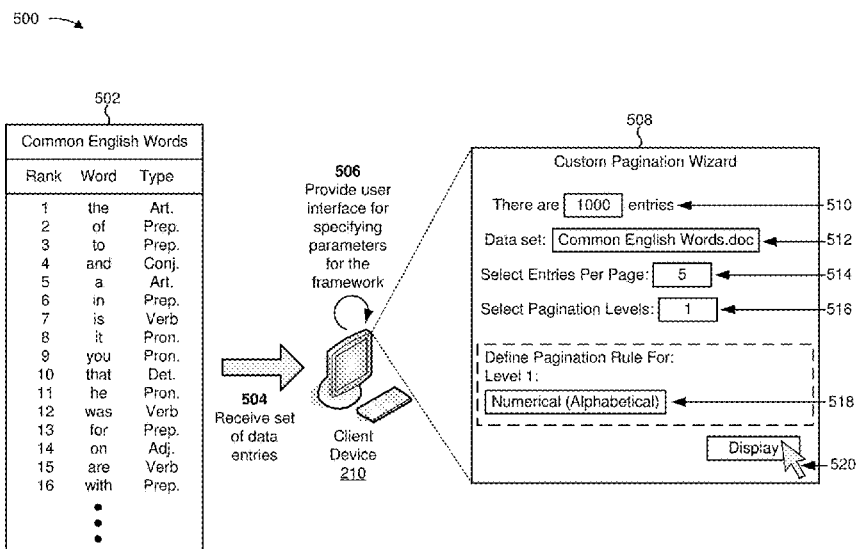 500
502
Common English Words
Rank Word Type
1 the Art.
2 of Prep.
3 to Prep.
4 and Conj.
5 a Art.
6 in Prep.
7 is Verb
8 it Pron.
9 you Pron.
10 that Det.
11 he Pron.
12 was Verb
13 for Prep.
14 on Adj.
15 are Verb
16 with Prep.
504
Receive set
of data
entries
506
Provide user
interface for
specifying
parameters
for the
framework
Client
Device
210
508
Custom Pagination Wizard
There are 1000 entries 510
Data set: Common English Words.doc 512
Select Entries Per Page: 5 514
Select Pagination Levels: 1 516
Define Pagination Rule For:
Level 1:
Numerical (Alphabetical) 518
Display
520